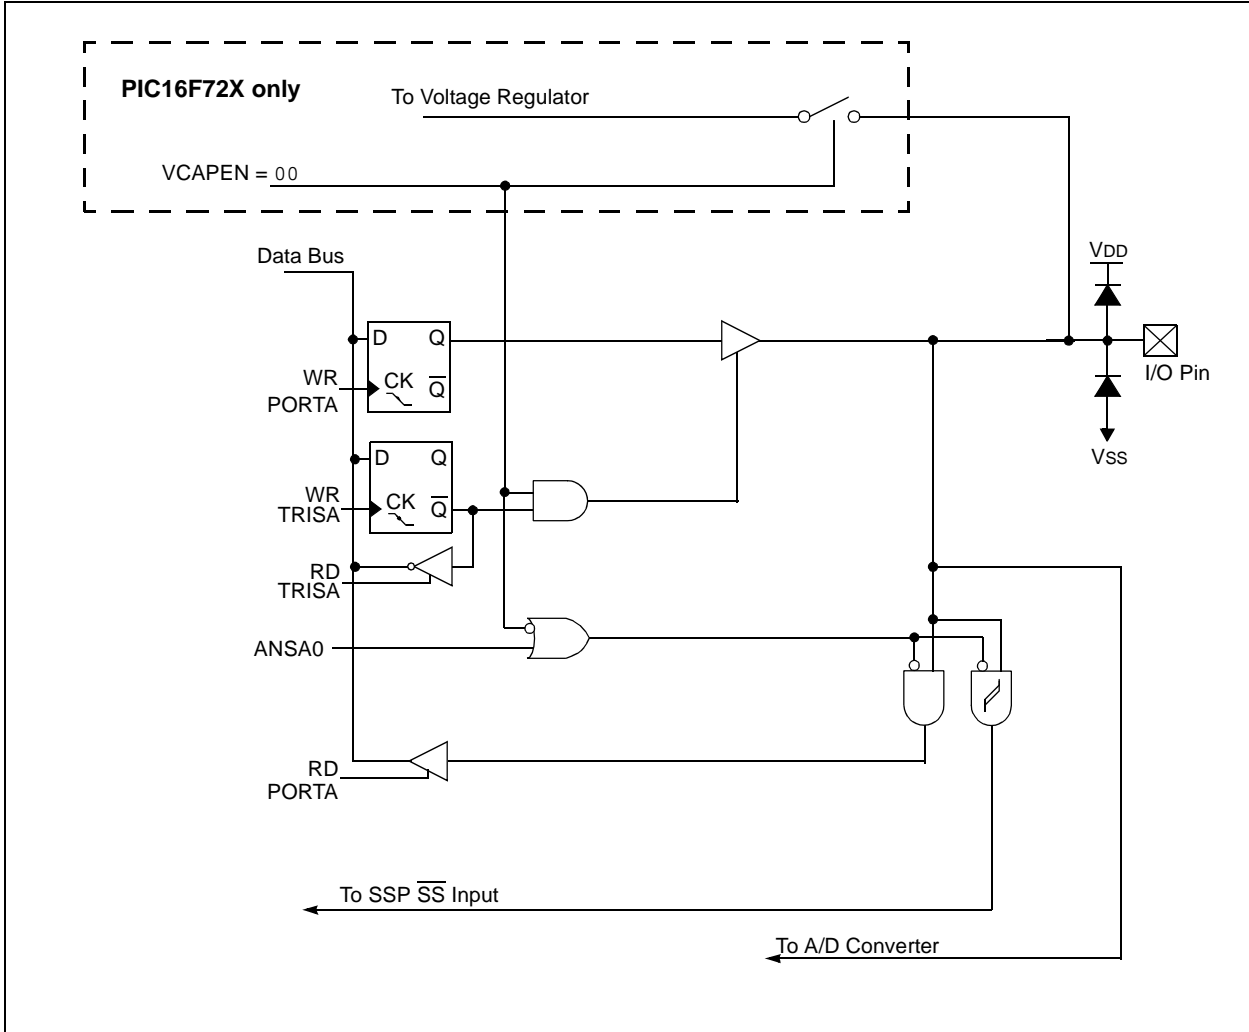 PIC16F72X only
To Voltage Regulator
VCAPEN = 00
Data Bus
VDD
D Q
WR
PORTA
CK Q
I/O Pin
D Q
VSS
WR
TRISA
CK Q
RD
TRISA
ANSA0
RD
PORTA
To SSP SS Input
To A/D Converter